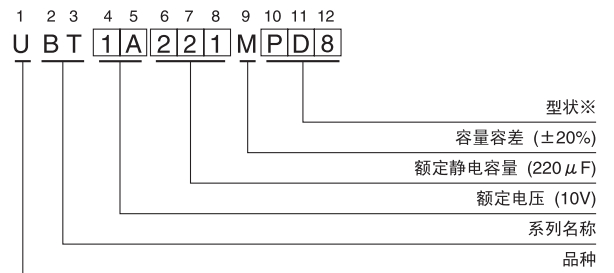 1 2 3 4 5 6 7 8 9 10 11 12
U B T 1 A 2 2 1 M P D 8
型状※
容量容差 (±20%)
额定静电容量 (220μF)
额定电压 (10V)
系列名称
品种